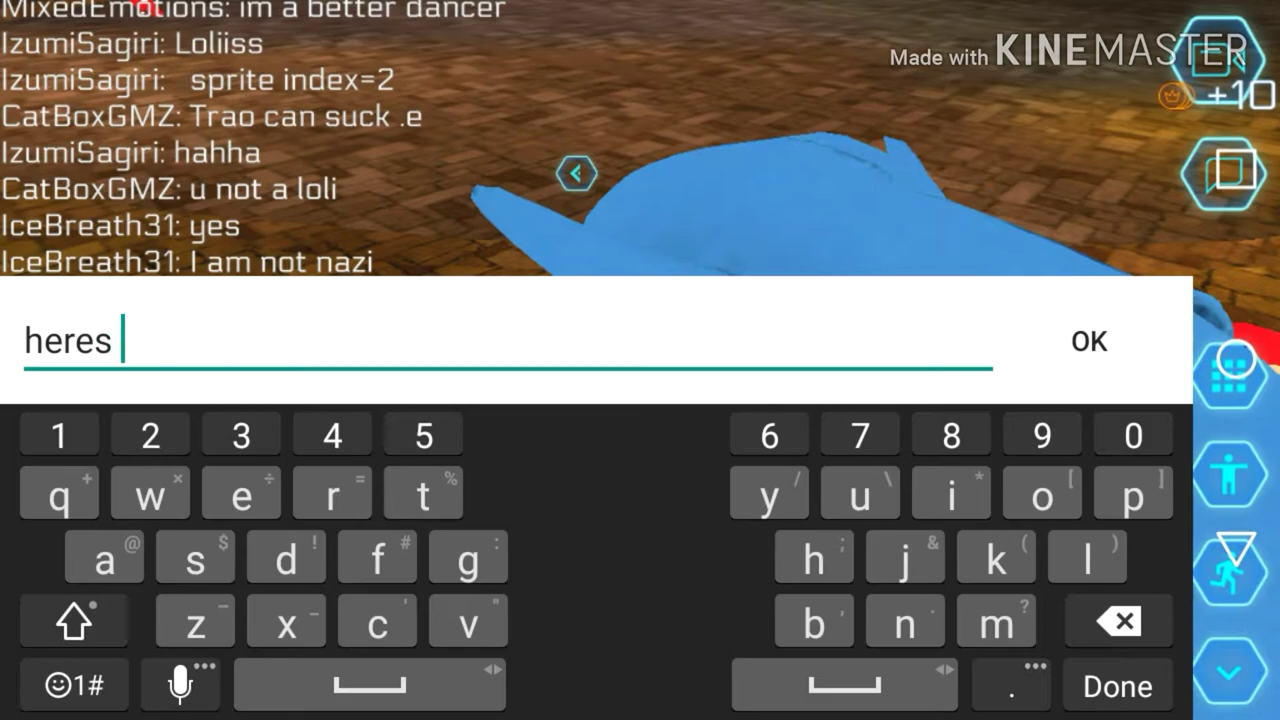 MixedEmotions: im a better dancer
IzumiSagiri: Loliiss
IzumiSagiri: sprite index=2
CatBoxGMZ: Trao can suck .e
IzumiSagiri: hahha
CatBoxGMZ: u not a loli
IceBreath31: yes
IceBreath31: I am not nazi
Made with KINEMASTER
+10
heres
OK
1 2 3 4 5 6 7 8 9 0
q + w × e ÷ r = t % y / u \ i * o [ p ]
a @ s $ d ! f # g : h ; j & k ( l )
z – x - c ' v " b , n . m ?
1# ... . ... Done